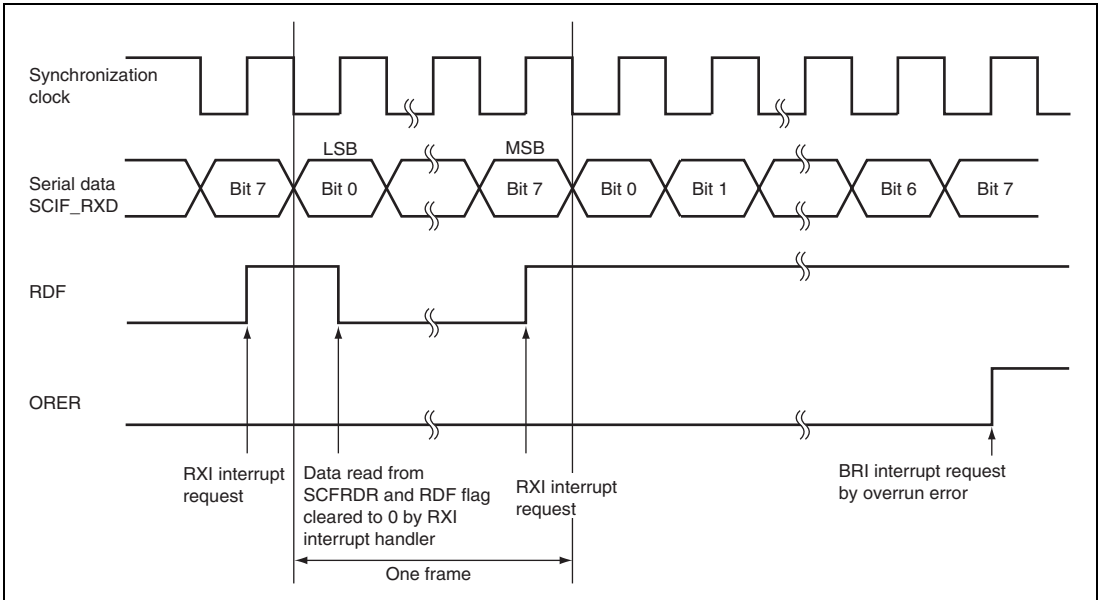 Synchronization
clock
LSB
MSB
Serial data
SCIF_RXD
Bit 7
Bit 0
Bit 7
Bit 0
Bit 1
Bit 6
Bit 7
RDF
ORER
RXI interrupt
request
Data read from
SCFRDR and RDF flag
cleared to 0 by RXI
interrupt handler
RXI interrupt
request
BRI interrupt request
by overrun error
One frame